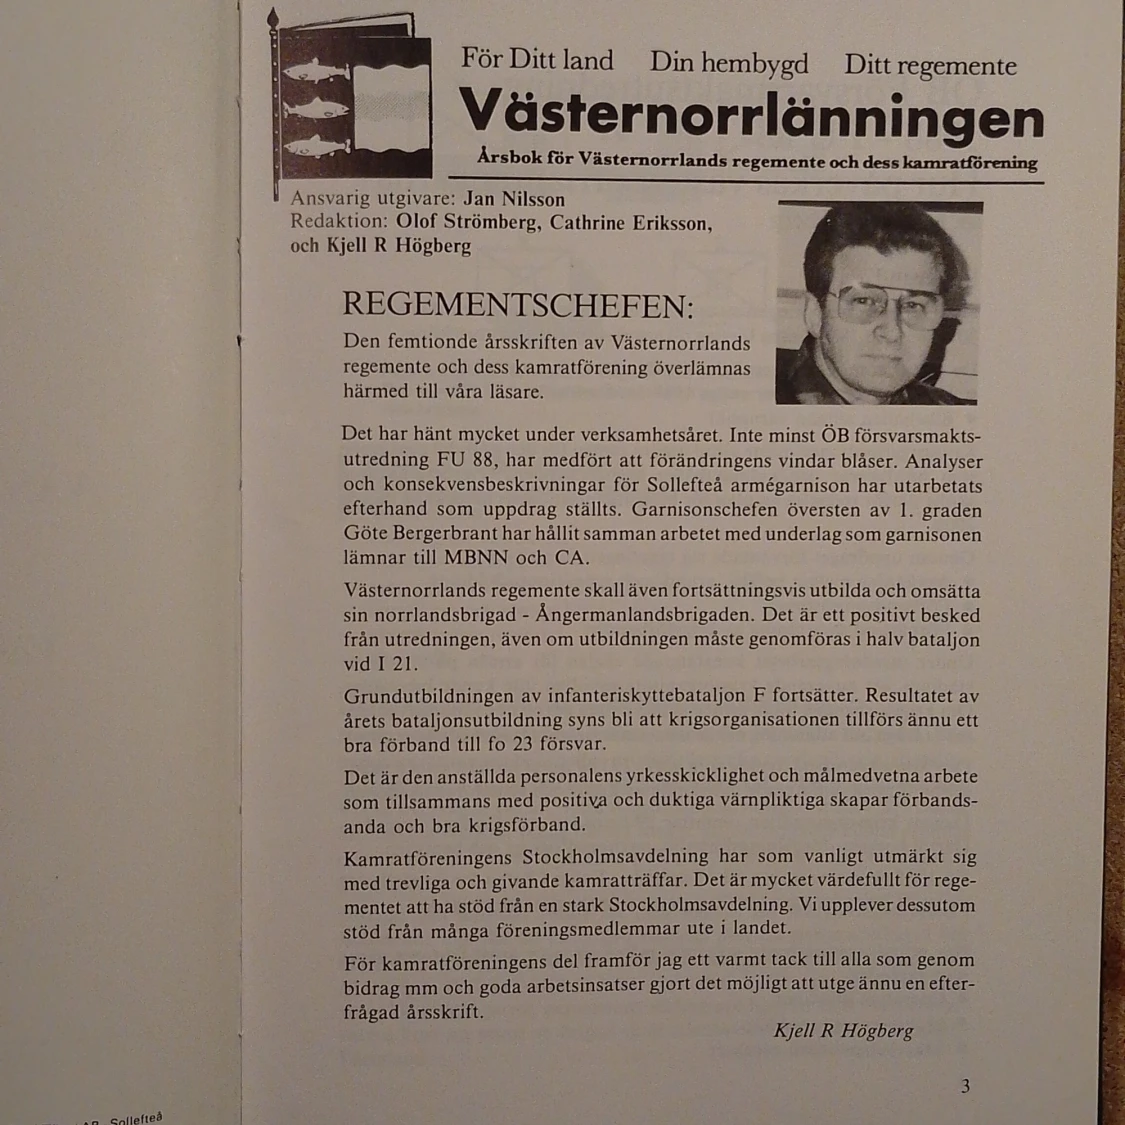 För Ditt land Din hembygd Ditt regemente
Västernorrlänningen
Årsbok för Västernorrlands regemente och dess kamratförening
Ansvarig utgivare: Jan Nilsson
Redaktion: Olof Strömberg, Cathrine Eriksson,
och Kjell R Högberg
REGEMENTSCHEFEN:
Den femtionde årsskriften av Västernorrlands
regemente och dess kamratförening överlämnas
härmed till våra läsare.
Det har hänt mycket under verksamhetsåret. Inte minst ÖB försvarsmakts-
utredning FU 88, har medfört att förändringens vindar blåser. Analyser
och konsekvensbeskrivningar för Sollefteå armégarnison har utarbetats
efterhand som uppdrag ställts. Garnisonschefen översten av 1. graden
Göte Bergerbrant har hållit samman arbetet med underlag som garnisonen
lämnar till MBNN och CA.
Västernorrlands regemente skall även fortsättningsvis utbilda och omsätta
sin norrlandsbrigad - Ångermanlandsbrigaden. Det är ett positivt besked
från utredningen, även om utbildningen måste genomföras i halv bataljon
vid I 21.
Grundutbildningen av infanteriskyttebataljon F fortsätter. Resultatet av
årets bataljonsutbildning syns bli att krigsorganisationen tillförs ännu ett
bra förband till fo 23 försvar.
Det är den anställda personalens yrkesskicklighet och målmedvetna arbete
som tillsammans med positiva och duktiga värnpliktiga skapar förbands-
anda och bra krigsförband.
Kamratföreningens Stockholmsavdelning har som vanligt utmärkt sig
med trevliga och givande kamratträffar. Det är mycket värdefullt för rege-
mentet att ha stöd från en stark Stockholmsavdelning. Vi upplever dessutom
stöd från många föreningsmedlemmar ute i landet.
För kamratföreningens del framför jag ett varmt tack till alla som genom
bidrag mm och goda arbetsinsatser gjort det möjligt att utge ännu en efter-
frågad årsskrift.
Kjell R Högberg
3
AB, Sollefteå